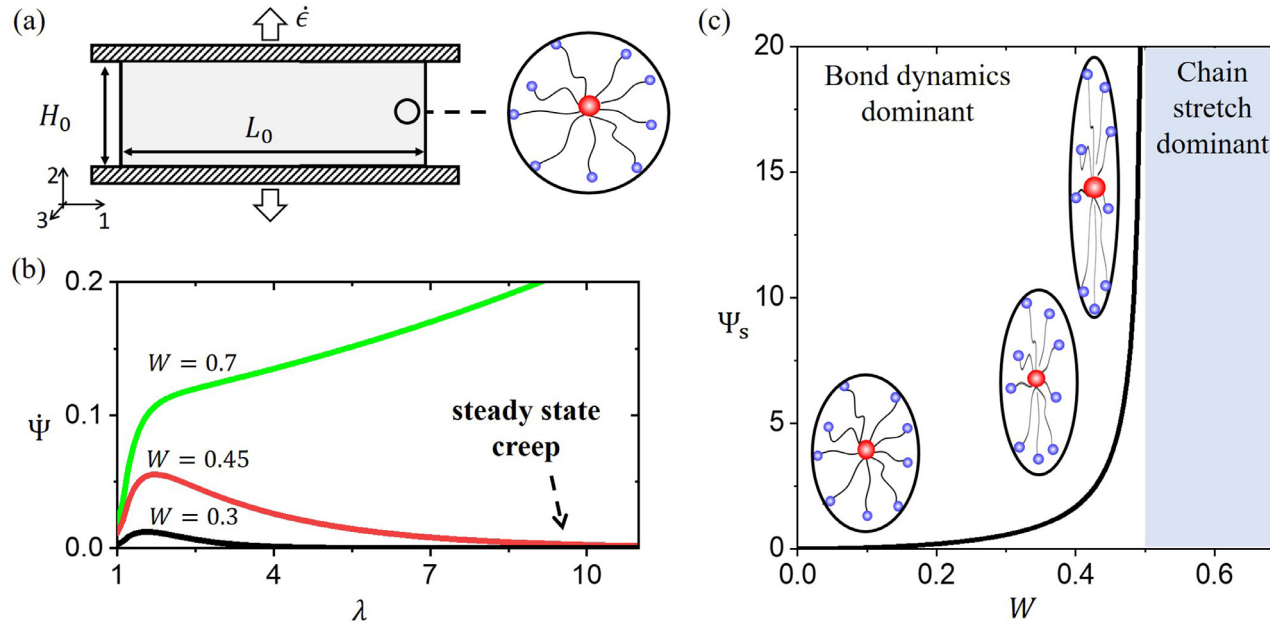 (a)
ϵ̇
H₀
L₀
2
3
1
(b)
0.2
0.1
0.0
Ψ̇
W = 0.7
W = 0.45
W = 0.3
steady state
creep
1
4
7
10
λ
(c)
20
15
10
5
0
Ψₛ
Bond dynamics
dominant
Chain
stretch
dominant
0.0
0.2
0.4
0.6
W